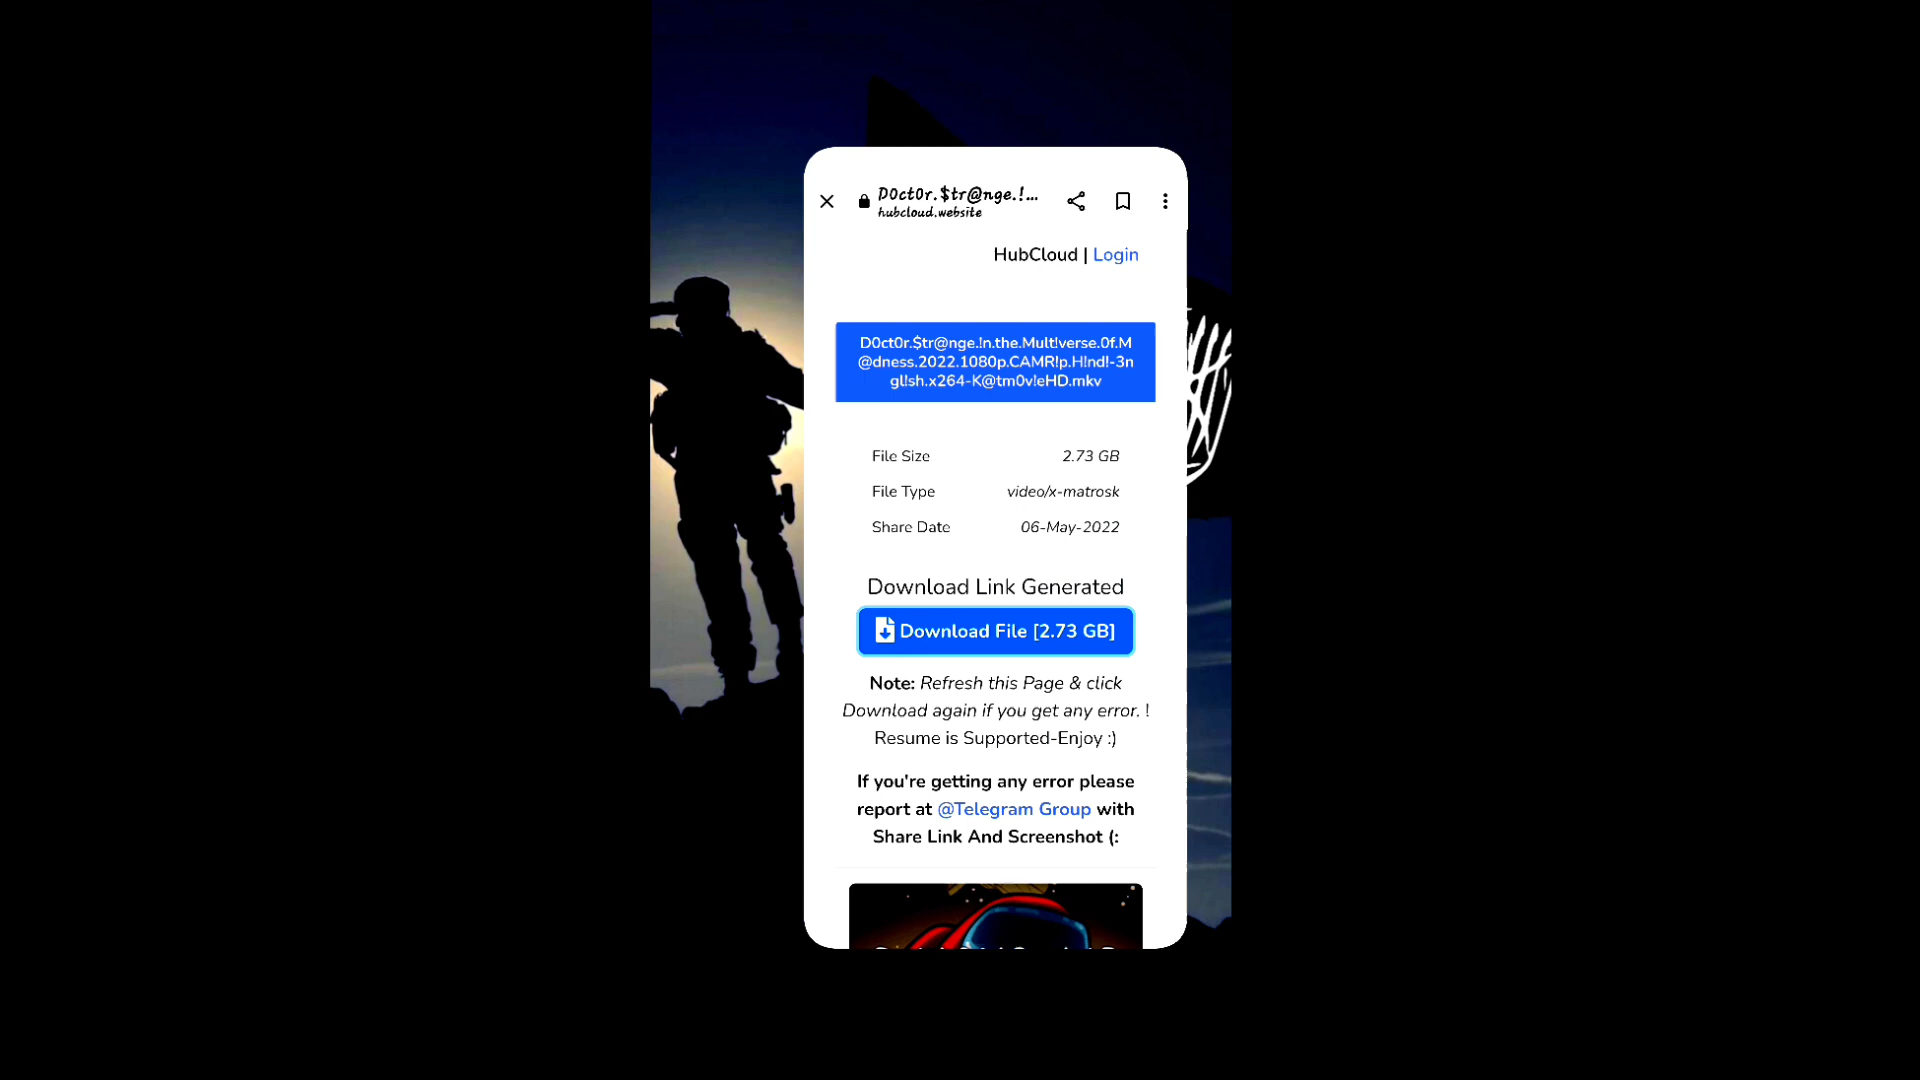 D0ct0r.$tr@nge.!...
hubcloud.website
HubCloud | Login
D0ct0r.$tr@nge.!n.the.Mult!verse.0f.M
@dness.2022.1080p.CAMR!p.H!nd!-3n
gl!sh.x264-K@tm0v!eHD.mkv
File Size 2.73 GB
File Type video/x-matrosk
Share Date 06-May-2022
Download Link Generated
Download File [2.73 GB]
Note: Refresh this Page & click
Download again if you get any error. !
Resume is Supported-Enjoy :)
If you're getting any error please
report at @Telegram Group with
Share Link And Screenshot (: